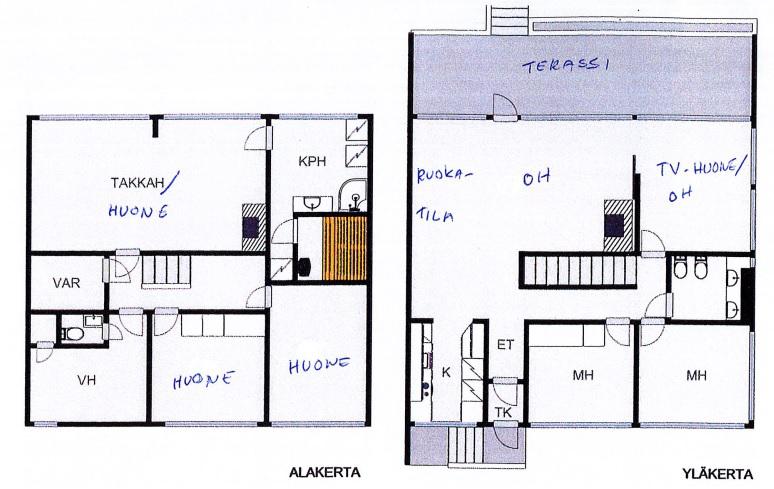 TERASSI
TAKKAH/
HUONE
KPH
VAR
VH
HUONE
HUONE
ALAKERTA
RUOKA-
TILA
OH
TV-HUONE/
OH
K
ET
TK
MH
MH
YLÄKERTA